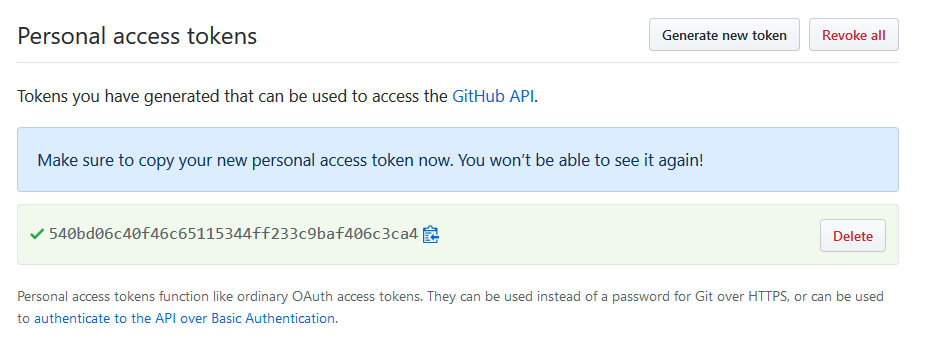 Personal access tokens
Generate new token
Revoke all
Tokens you have generated that can be used to access the GitHub API.
Make sure to copy your new personal access token now. You won’t be able to see it again!
540bd06c40f46c65115344ff233c9baf406c3ca4
Delete
Personal access tokens function like ordinary OAuth access tokens. They can be used instead of a password for Git over HTTPS, or can be used
to authenticate to the API over Basic Authentication.